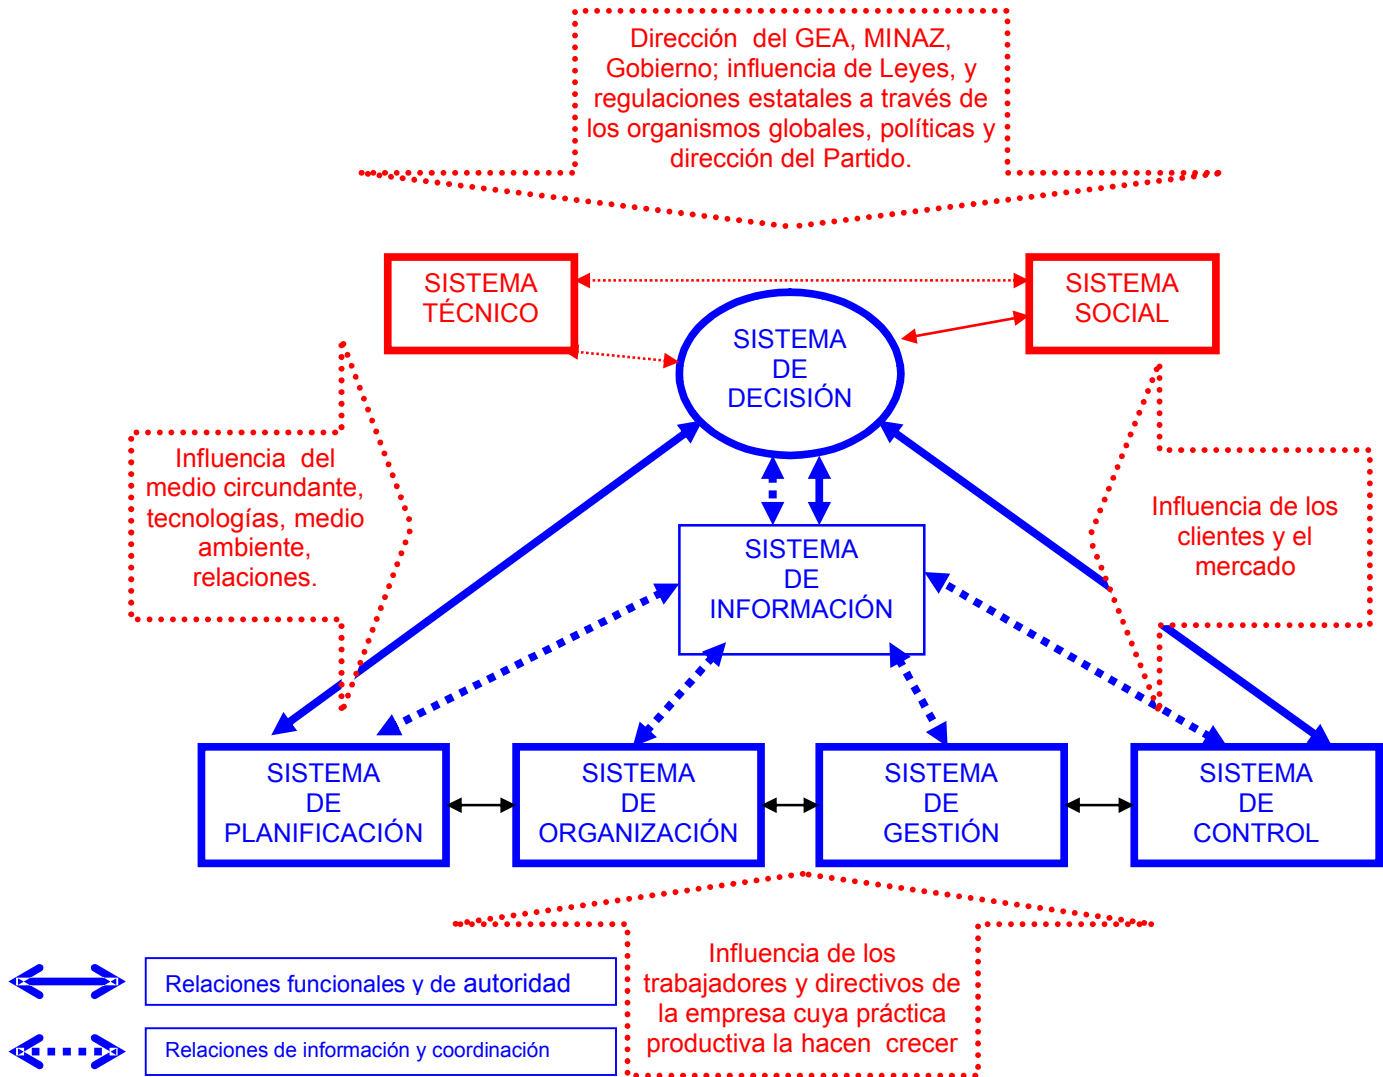 Dirección del GEA, MINAZ,
Gobierno; influencia de Leyes, y
regulaciones estatales a través de
los organismos globales, políticas y
dirección del Partido.
SISTEMA
TÉCNICO
SISTEMA
SOCIAL
SISTEMA
DE
DECISIÓN
Influencia del
medio circundante,
tecnologías, medio
ambiente,
relaciones.
Influencia de los
clientes y el
mercado
SISTEMA
DE
INFORMACIÓN
SISTEMA
DE
PLANIFICACIÓN
SISTEMA
DE
ORGANIZACIÓN
SISTEMA
DE
GESTIÓN
SISTEMA
DE
CONTROL
Influencia de los
trabajadores y directivos de
la empresa cuya práctica
productiva la hacen crecer
Relaciones funcionales y de autoridad
Relaciones de información y coordinación